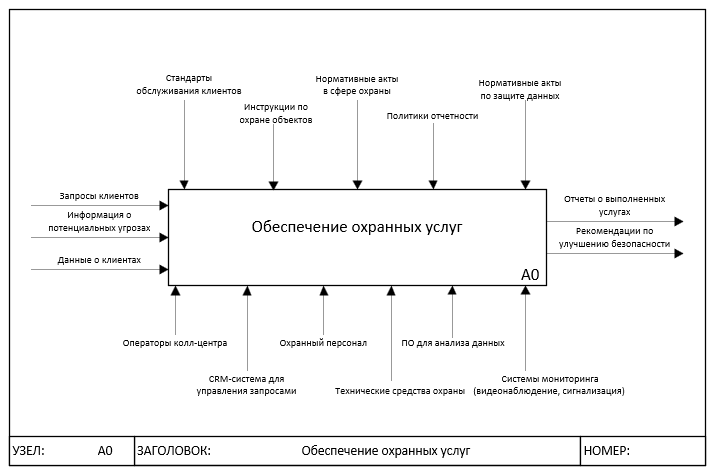 Стандарты
обслуживания клиентов
Инструкции по
охране объектов
Нормативные акты
в сфере охраны
Политики отчетности
Нормативные акты
по защите данных
Запросы клиентов
Информация о
потенциальных угрозах
Данные о клиентах
Обеспечение охранных услуг
A0
Отчеты о выполненных
услугах
Рекомендации по
улучшению безопасности
Операторы колл-центра
CRM-система для
управления запросами
Охранный персонал
Технические средства охраны
ПО для анализа данных
Системы мониторинга
(видеонаблюдение, сигнализация)
УЗЕЛ: A0 ЗАГОЛОВОК: Обеспечение охранных услуг НОМЕР: